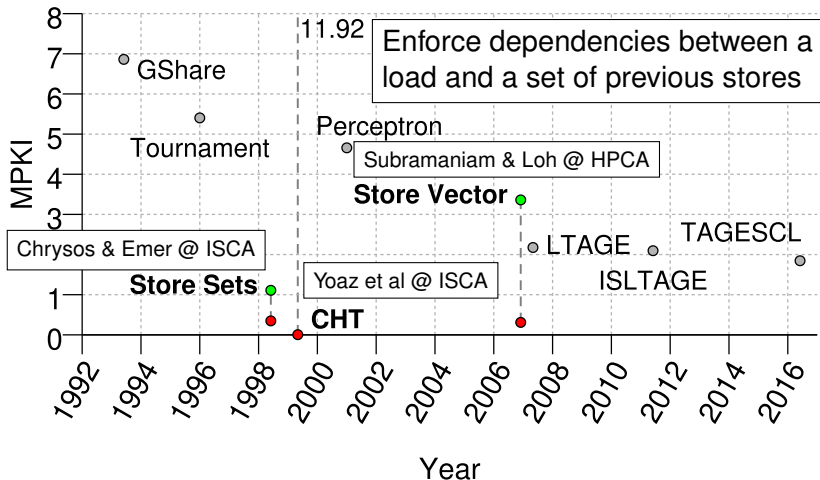 8
11.92
Enforce dependencies between a
load and a set of previous stores
7
GShare
6
5
Tournament
Perceptron
MPKI
4
Subramaniam & Loh @ HPCA
Store Vector
3
Chrysos & Emer @ ISCA
LTAGE
TAGESCL
Store Sets
Yoaz et al @ ISCA
ISLTAGE
1
CHT
0
1992
1994
1996
1998
2000
2002
2004
2006
2008
2010
2012
2014
2016
Year